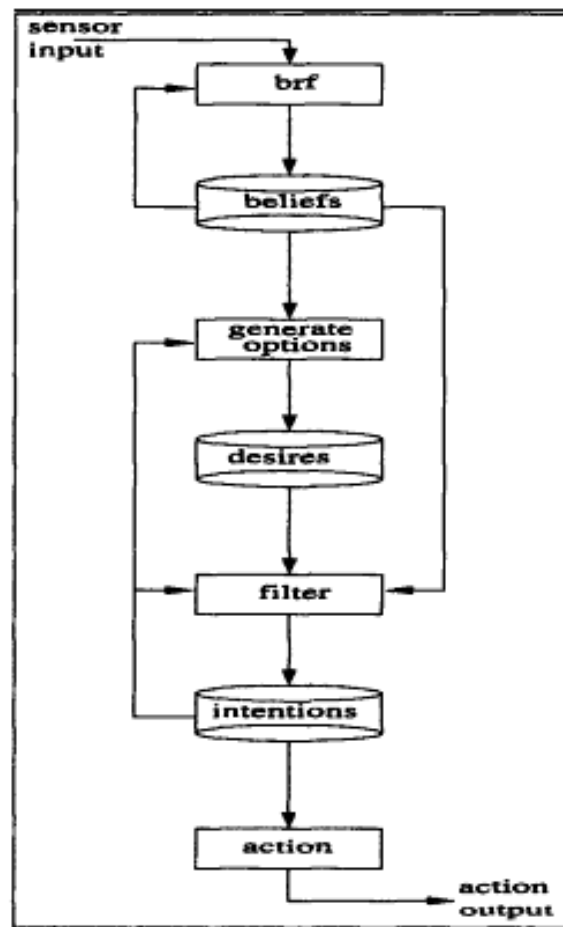 sensor
input
brf
beliefs
generate
options
desires
filter
intentions
action
action
output